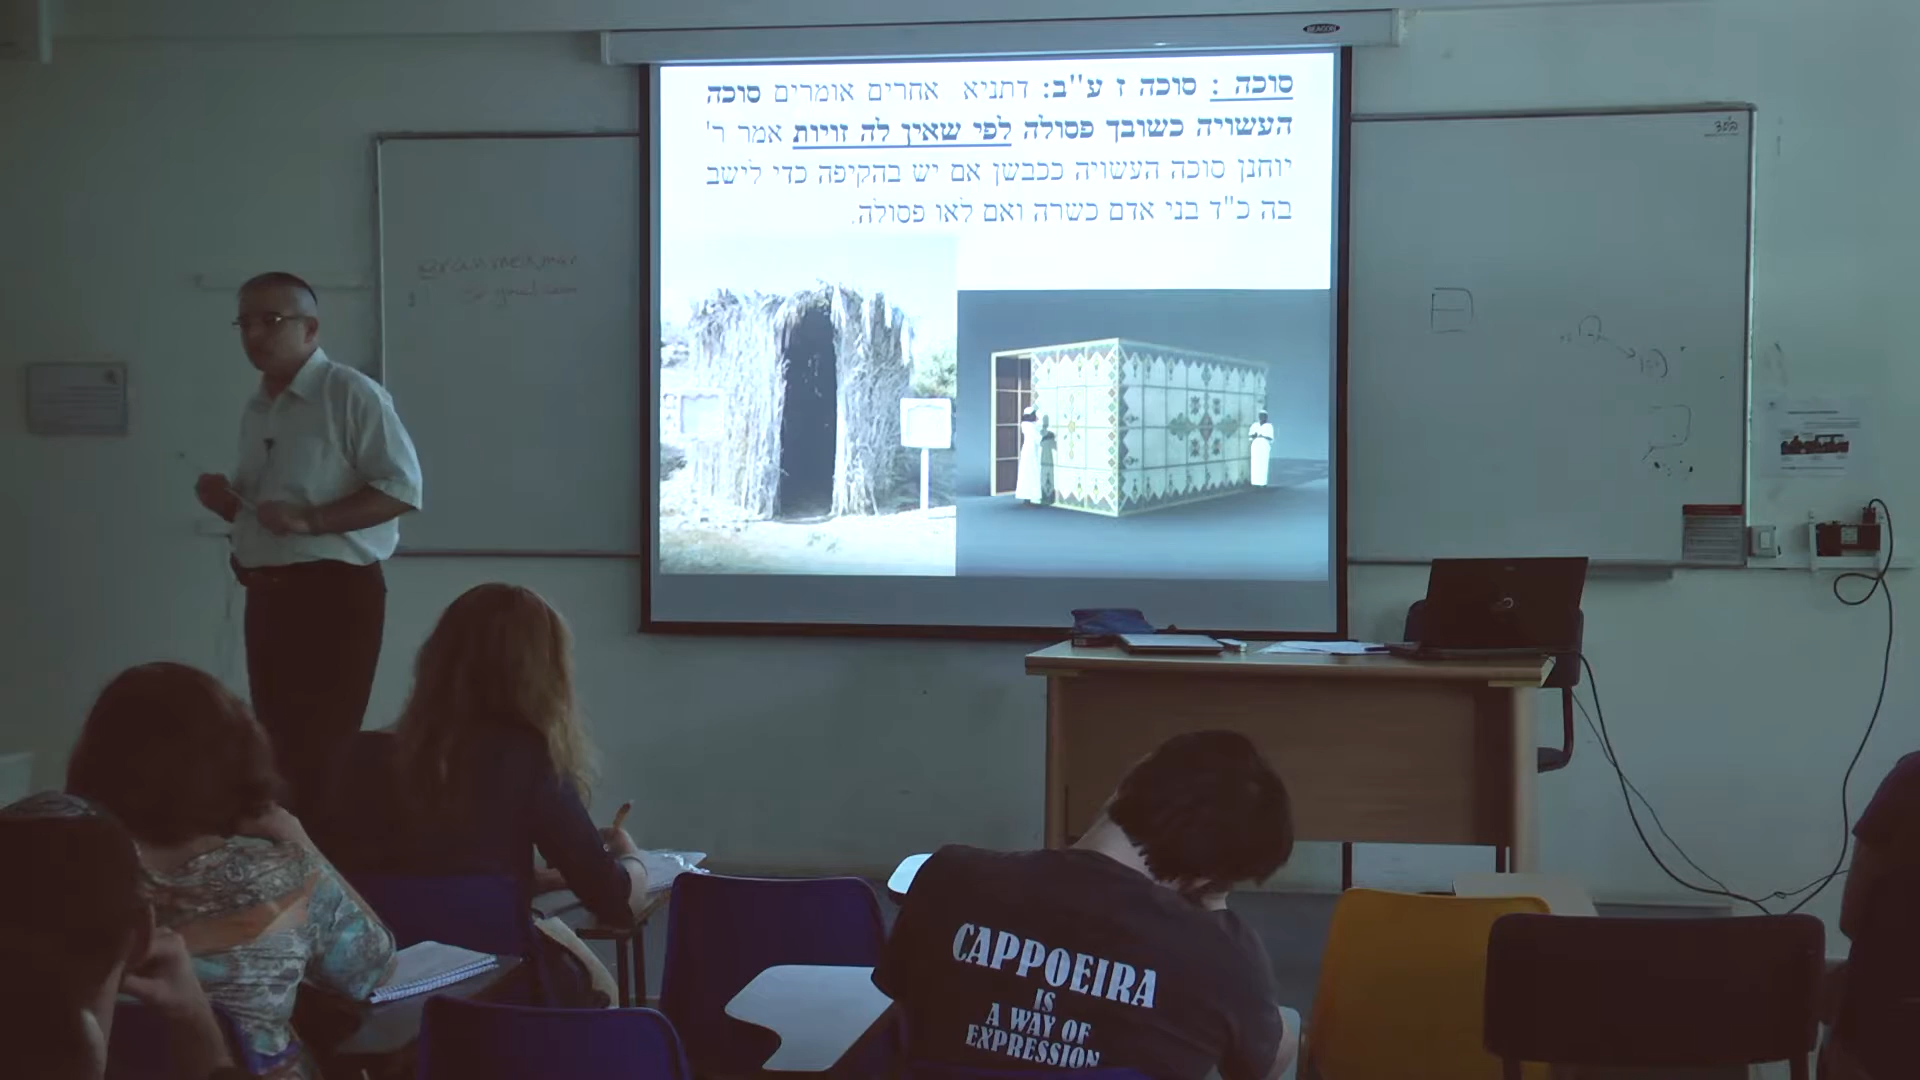 BEACON
סוכה : סוכה ז ע"ב: דתניא אחרים אומרים סוכה
העשויה כשובך פסולה לפי שאין לה זויות אמר ר'
יוחנן סוכה העשויה ככבשן אם יש בהקיפה כדי לישב
בה כ"ד בני אדם כשרה ואם לאו פסולה.
CAPPOEIRA
IS
A WAY OF
EXPRESSION